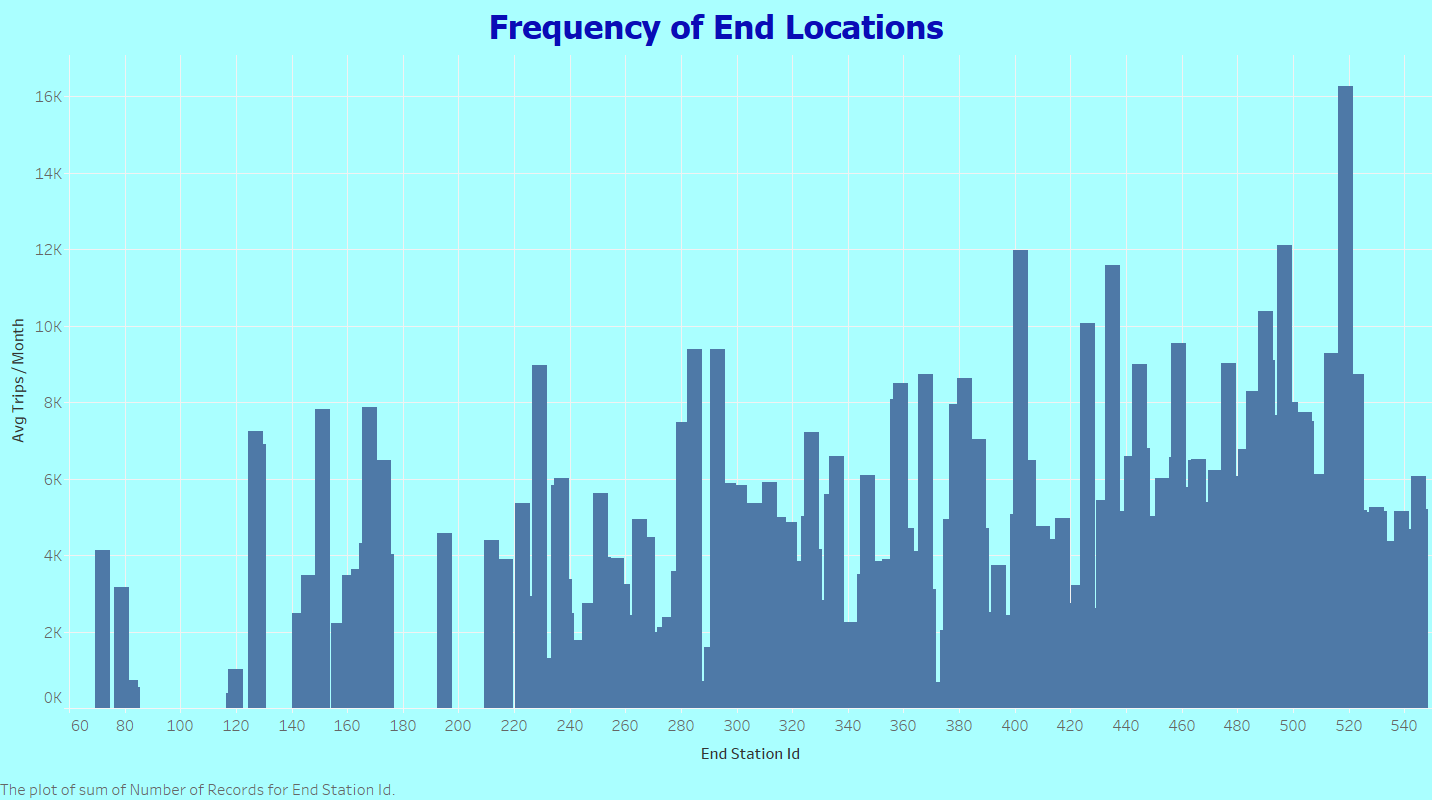 Frequency of End Locations
16K
14K
12K
10K
8K
6K
4K
2K
0K
Avg Trips / Month
60 80 100 120 140 160 180 200 220 240 260 280 300 320 340 360 380 400 420 440 460 480 500 520 540
End Station Id
The plot of sum of Number of Records for End Station Id.